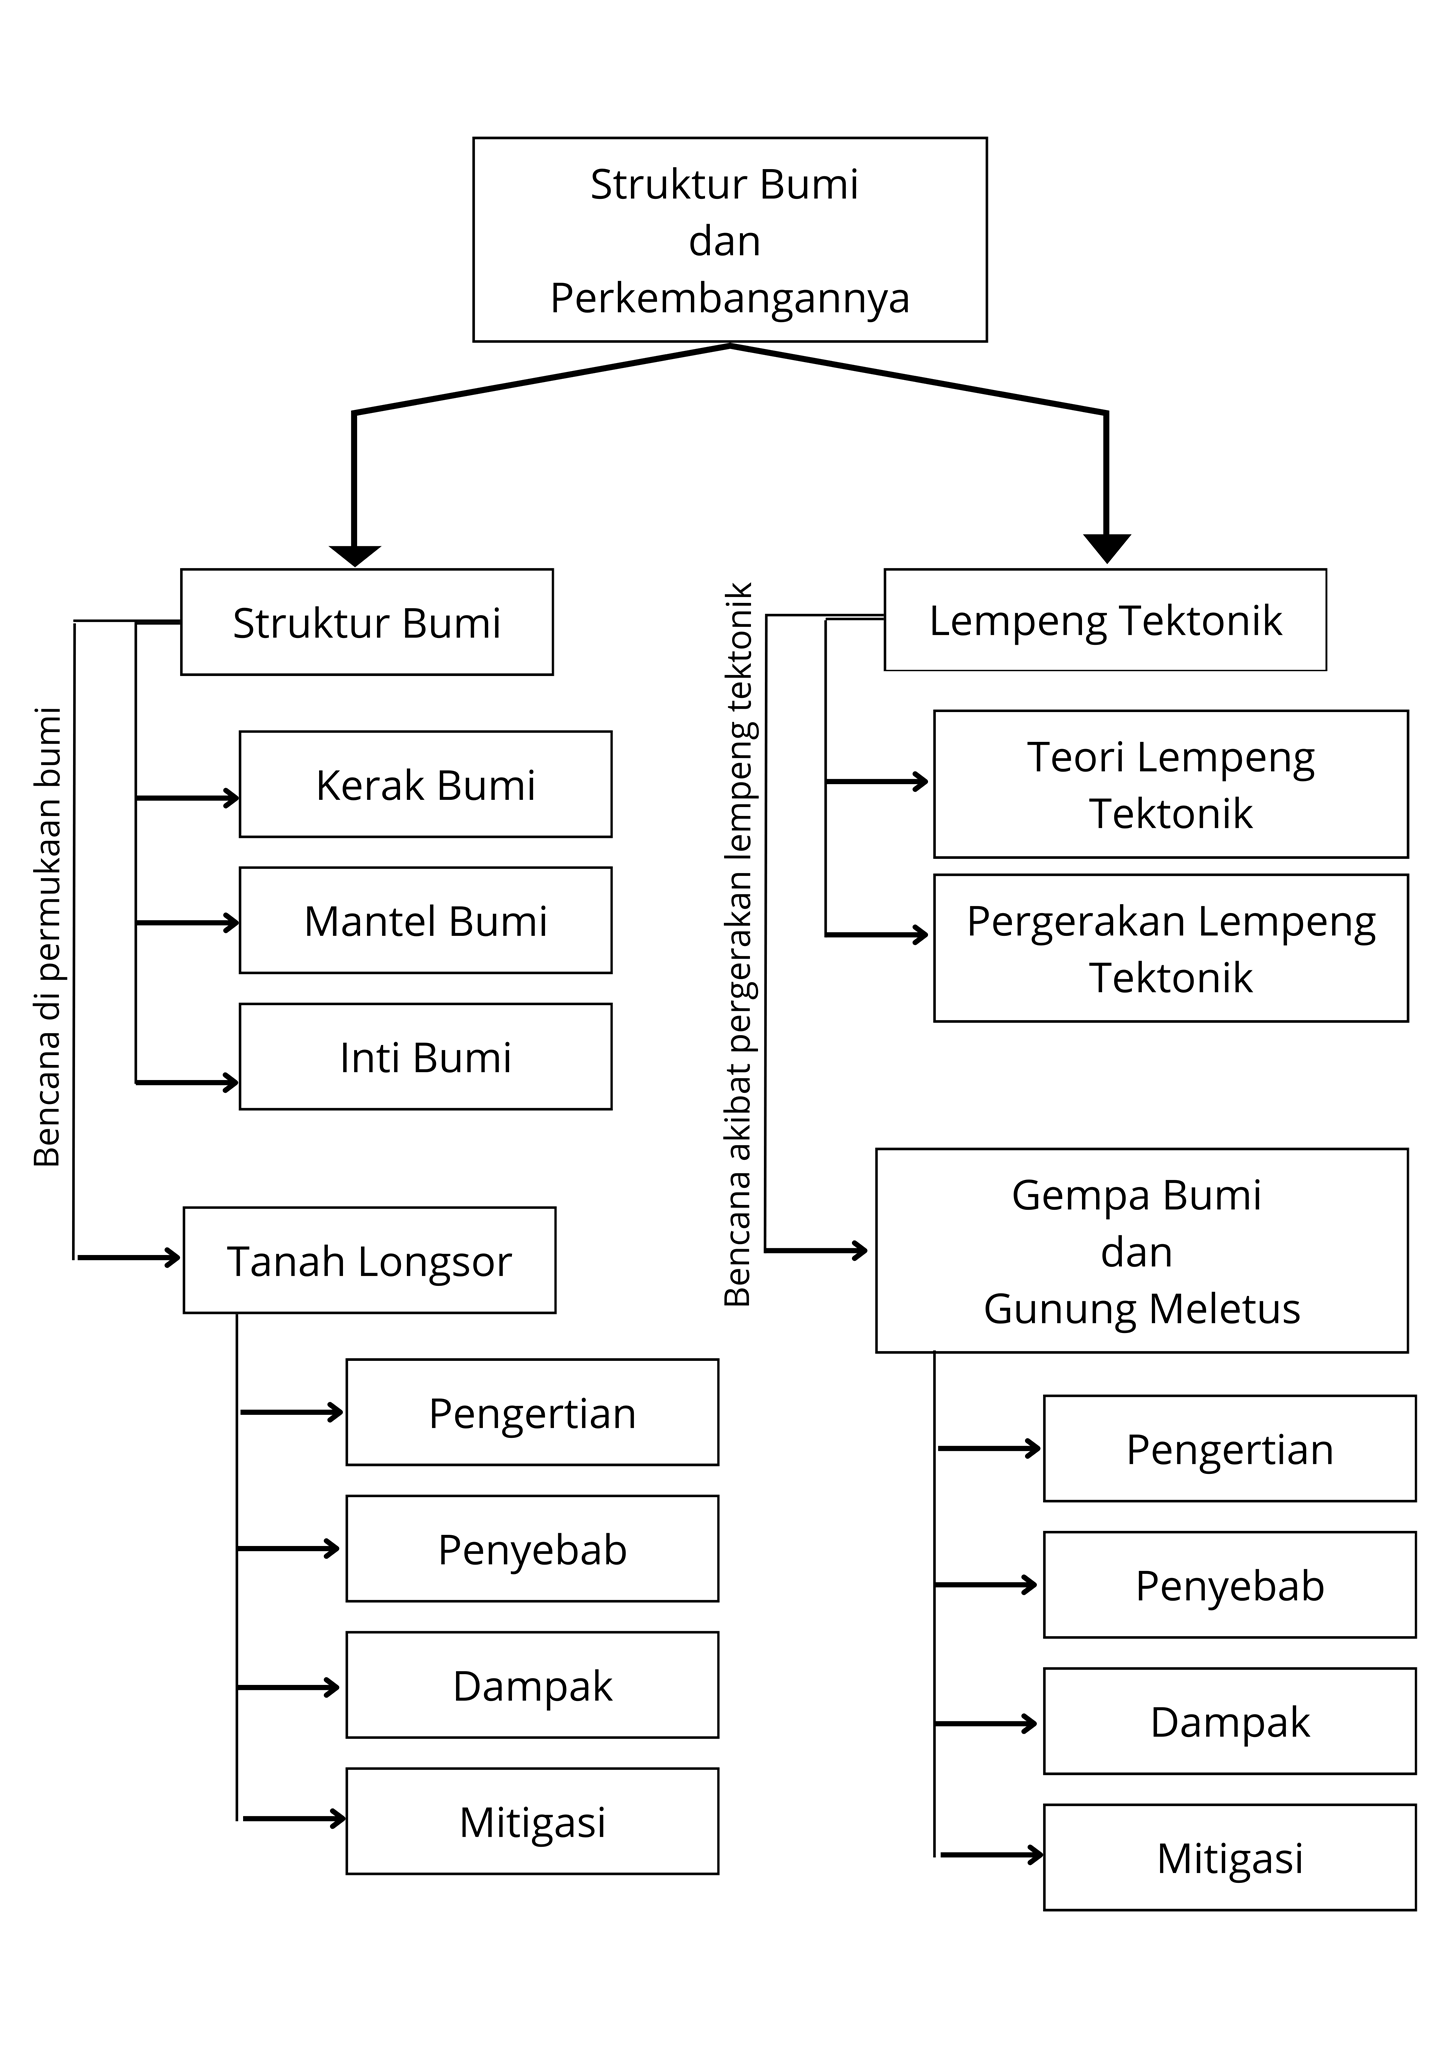 Struktur Bumi
dan
Perkembangannya
Struktur Bumi
Bencana di permukaan bumi
Kerak Bumi
Mantel Bumi
Inti Bumi
Tanah Longsor
Pengertian
Penyebab
Dampak
Mitigasi
Lempeng Tektonik
Bencana akibat pergerakan lempeng tektonik
Teori Lempeng
Tektonik
Pergerakan Lempeng
Tektonik
Gempa Bumi
dan
Gunung Meletus
Pengertian
Penyebab
Dampak
Mitigasi